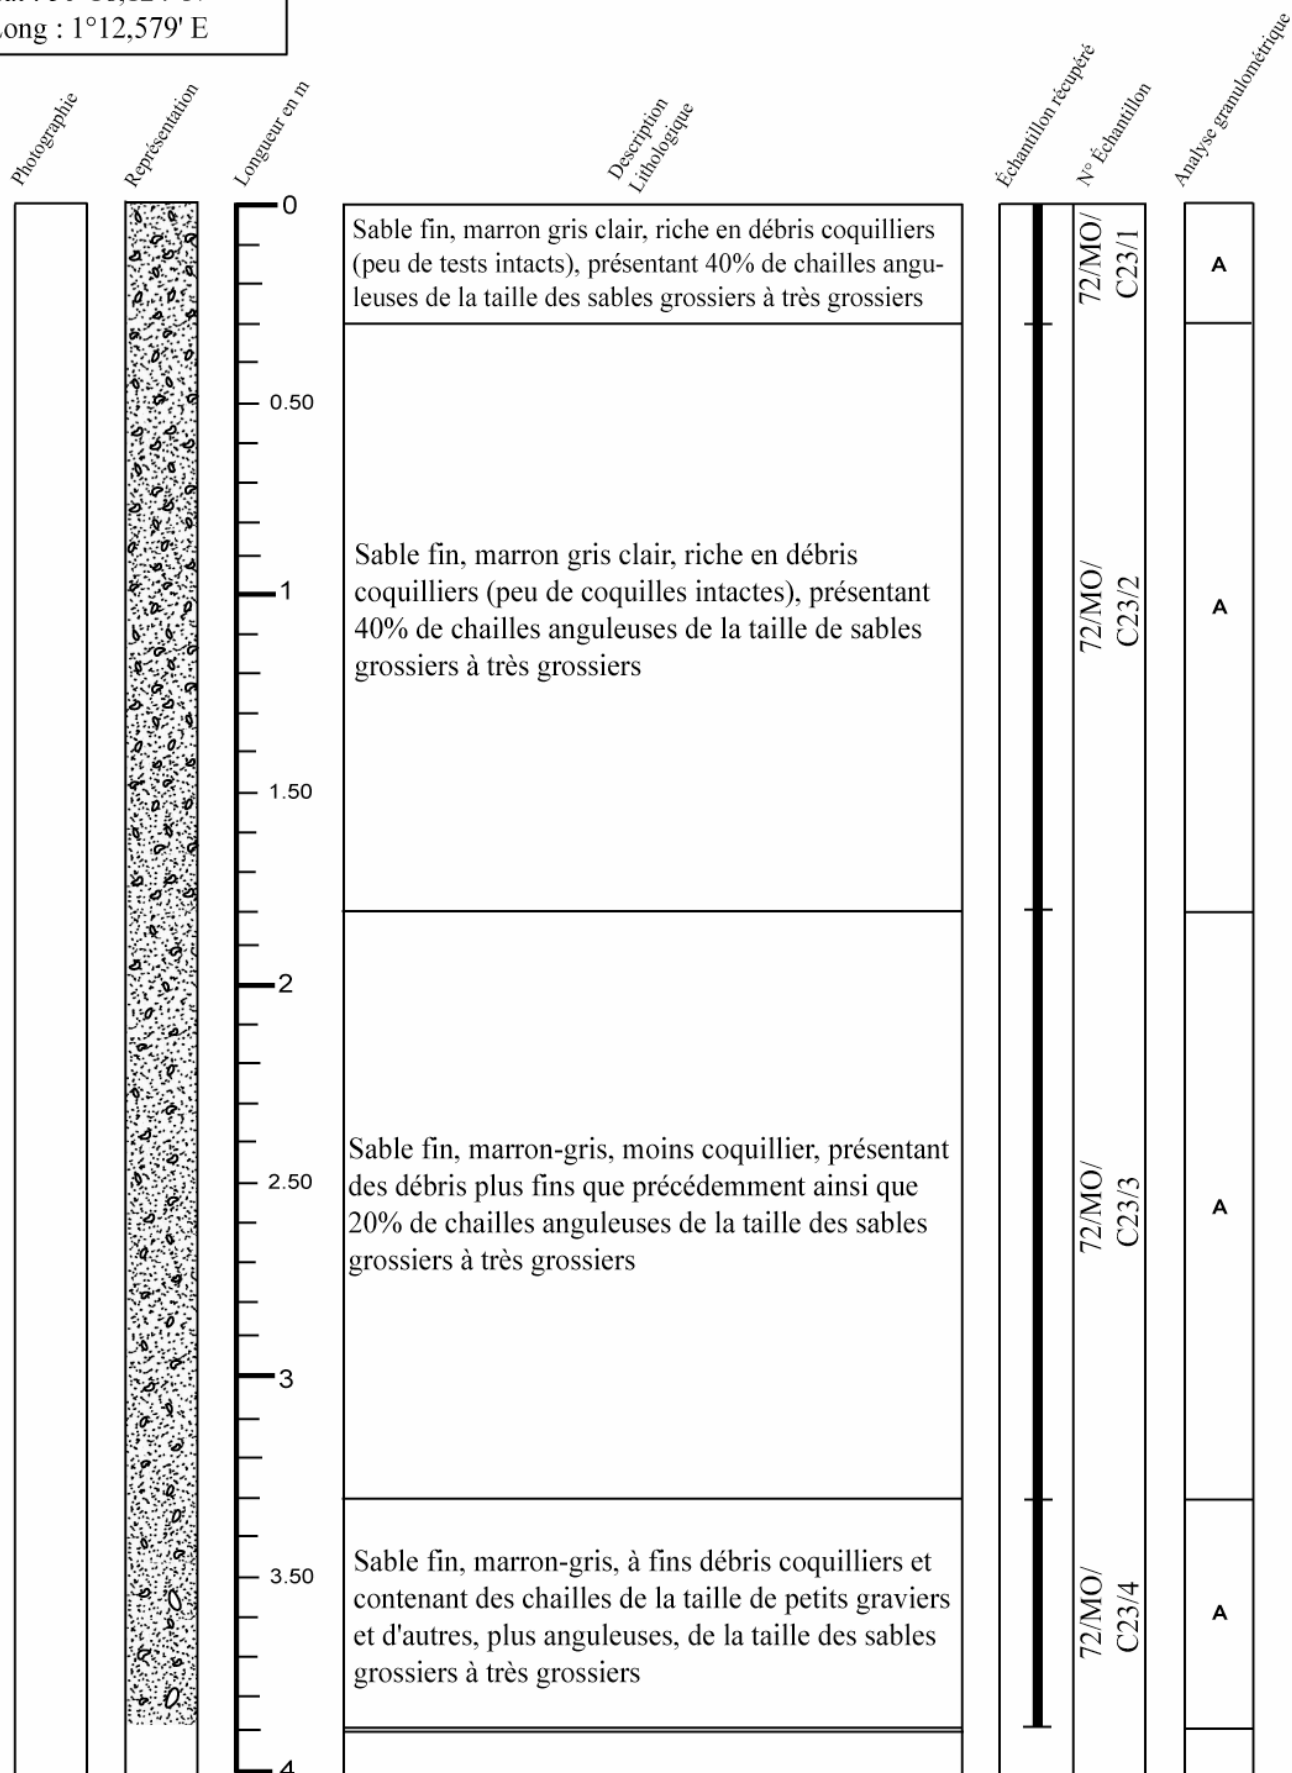 Long : 1°12,579' E
Photographie
Représentation
Longueur en m
Description
Lithologique
Échantillon récupéré
N° Échantillon
Analyse granulométrique
0
Sable fin, marron gris clair, riche en débris coquilliers
(peu de tests intacts), présentant 40% de chailles angu-
leuses de la taille des sables grossiers à très grossiers
72/MO/
C23/1
A
0.50
Sable fin, marron gris clair, riche en débris
coquilliers (peu de coquilles intactes), présentant
40% de chailles anguleuses de la taille de sables
grossiers à très grossiers
72/MO/
C23/2
A
1
1.50
2
Sable fin, marron-gris, moins coquillier, présentant
des débris plus fins que précédemment ainsi que
20% de chailles anguleuses de la taille des sables
grossiers à très grossiers
72/MO/
C23/3
A
2.50
3
3.50
Sable fin, marron-gris, à fins débris coquilliers et
contenant des chailles de la taille de petits graviers
et d'autres, plus anguleuses, de la taille des sables
grossiers à très grossiers
72/MO/
C23/4
A
4